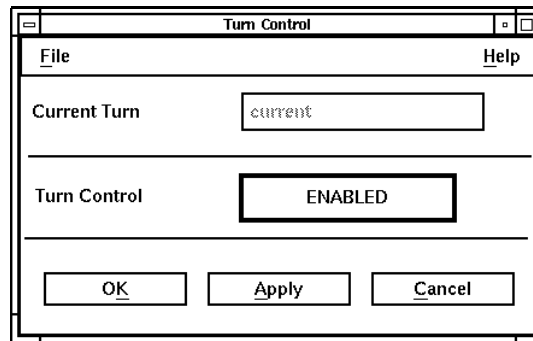 Turn Control
File Help
Current Turn current
Turn Control ENABLED
OK Apply Cancel